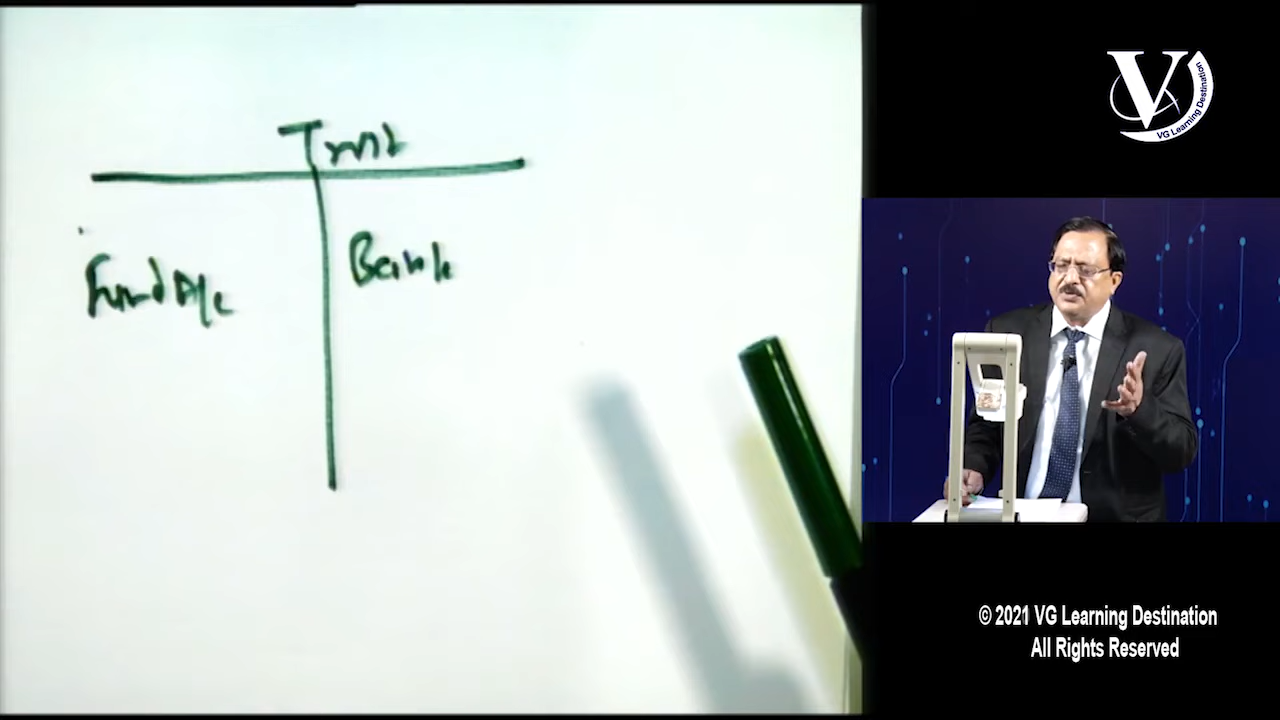 Trust
Fund A/c
Bank
V
VG Learning Destination
© 2021 VG Learning Destination
All Rights Reserved